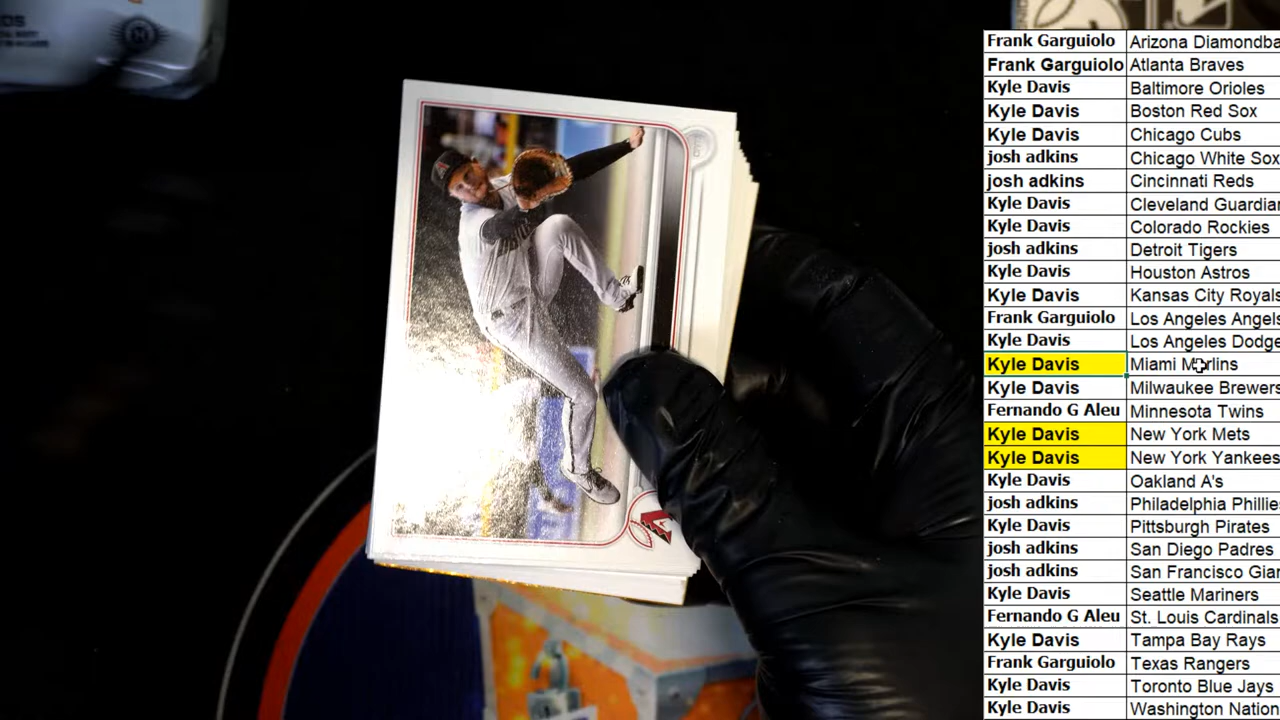 Frank Garguiolo Arizona Diamondba
Frank Garguiolo Atlanta Braves
Kyle Davis Baltimore Orioles
Kyle Davis Boston Red Sox
Kyle Davis Chicago Cubs
josh adkins Chicago White Sox
josh adkins Cincinnati Reds
Kyle Davis Cleveland Guardian
Kyle Davis Colorado Rockies
josh adkins Detroit Tigers
Kyle Davis Houston Astros
Kyle Davis Kansas City Royals
Frank Garguiolo Los Angeles Angels
Kyle Davis Los Angeles Dodge
Kyle Davis Miami Marlins
Kyle Davis Milwaukee Brewers
Fernando G Aleu Minnesota Twins
Kyle Davis New York Mets
Kyle Davis New York Yankees
Kyle Davis Oakland A's
josh adkins Philadelphia Phillies
Kyle Davis Pittsburgh Pirates
josh adkins San Diego Padres
josh adkins San Francisco Gian
Kyle Davis Seattle Mariners
Fernando G Aleu St. Louis Cardinals
Kyle Davis Tampa Bay Rays
Frank Garguiolo Texas Rangers
Kyle Davis Toronto Blue Jays
Kyle Davis Washington Nation